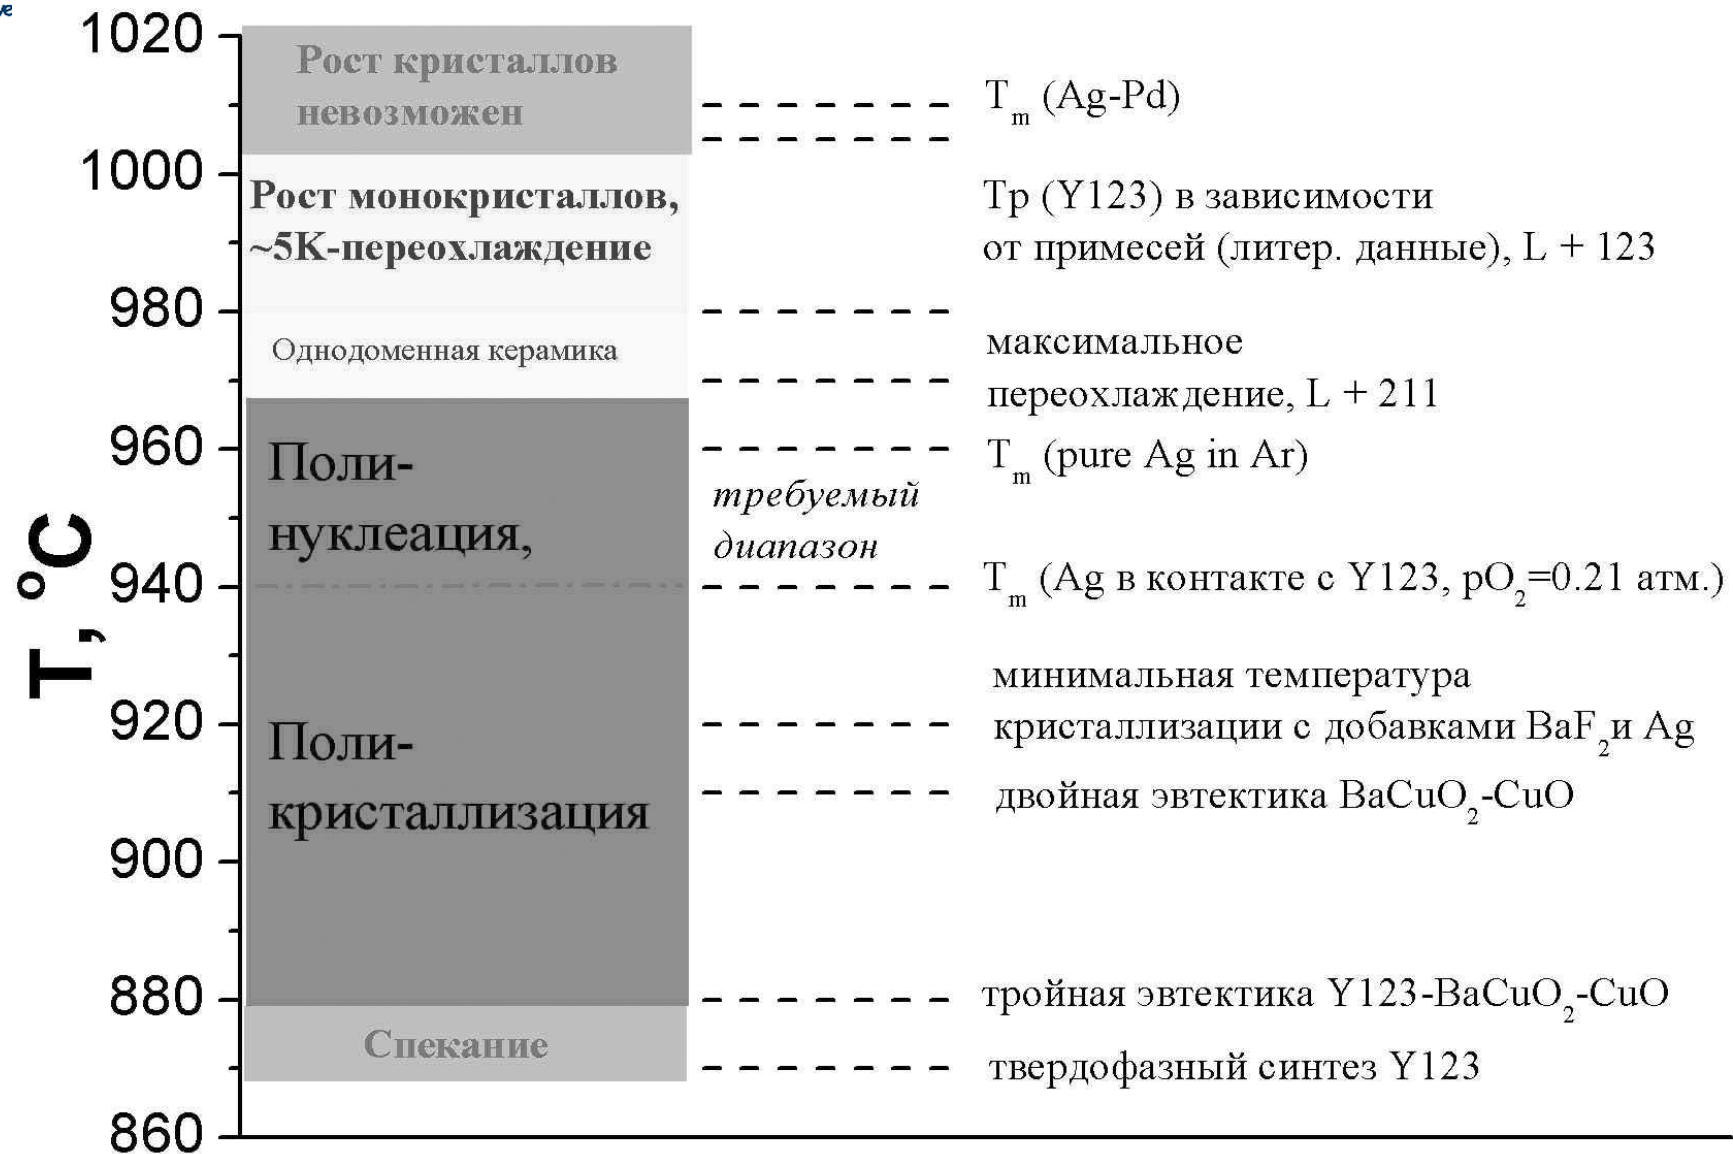 1020
1000
980
960
940
920
900
880
860
T, °C
Рост кристаллов
невозможен
Рост монокристаллов,
~5K-переохлаждение
Однодоменная керамика
Поли-
нуклеация,
Поли-
кристаллизация
Спекание
требуемый
диапазон
Tm (Ag-Pd)
Tp (Y123) в зависимости
от примесей (литер. данные), L + 123
максимальное
переохлаждение, L + 211
Tm (pure Ag in Ar)
Tm (Ag в контакте с Y123, pO2=0.21 атм.)
минимальная температура
кристаллизации с добавками BaF2 и Ag
двойная эвтектика BaCuO2-CuO
тройная эвтектика Y123-BaCuO2-CuO
твердофазный синтез Y123